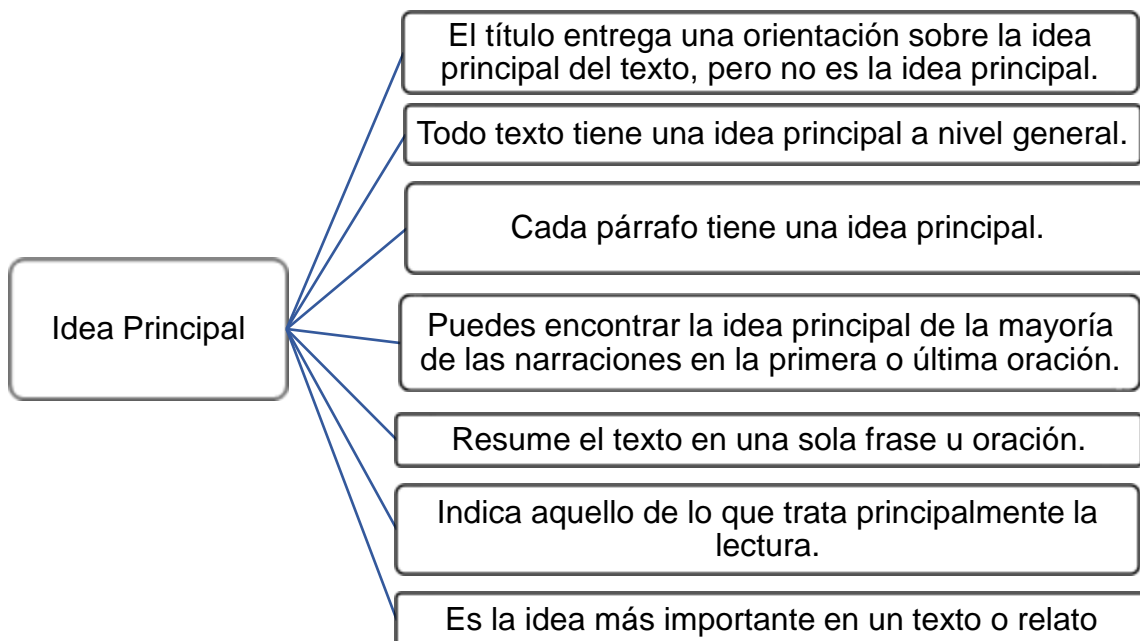 El título entrega una orientación sobre la idea
principal del texto, pero no es la idea principal.
Todo texto tiene una idea principal a nivel general.
Cada párrafo tiene una idea principal.
Idea Principal
Puedes encontrar la idea principal de la mayoría
de las narraciones en la primera o última oración.
Resume el texto en una sola frase u oración.
Indica aquello de lo que trata principalmente la
lectura.
Es la idea más importante en un texto o relato